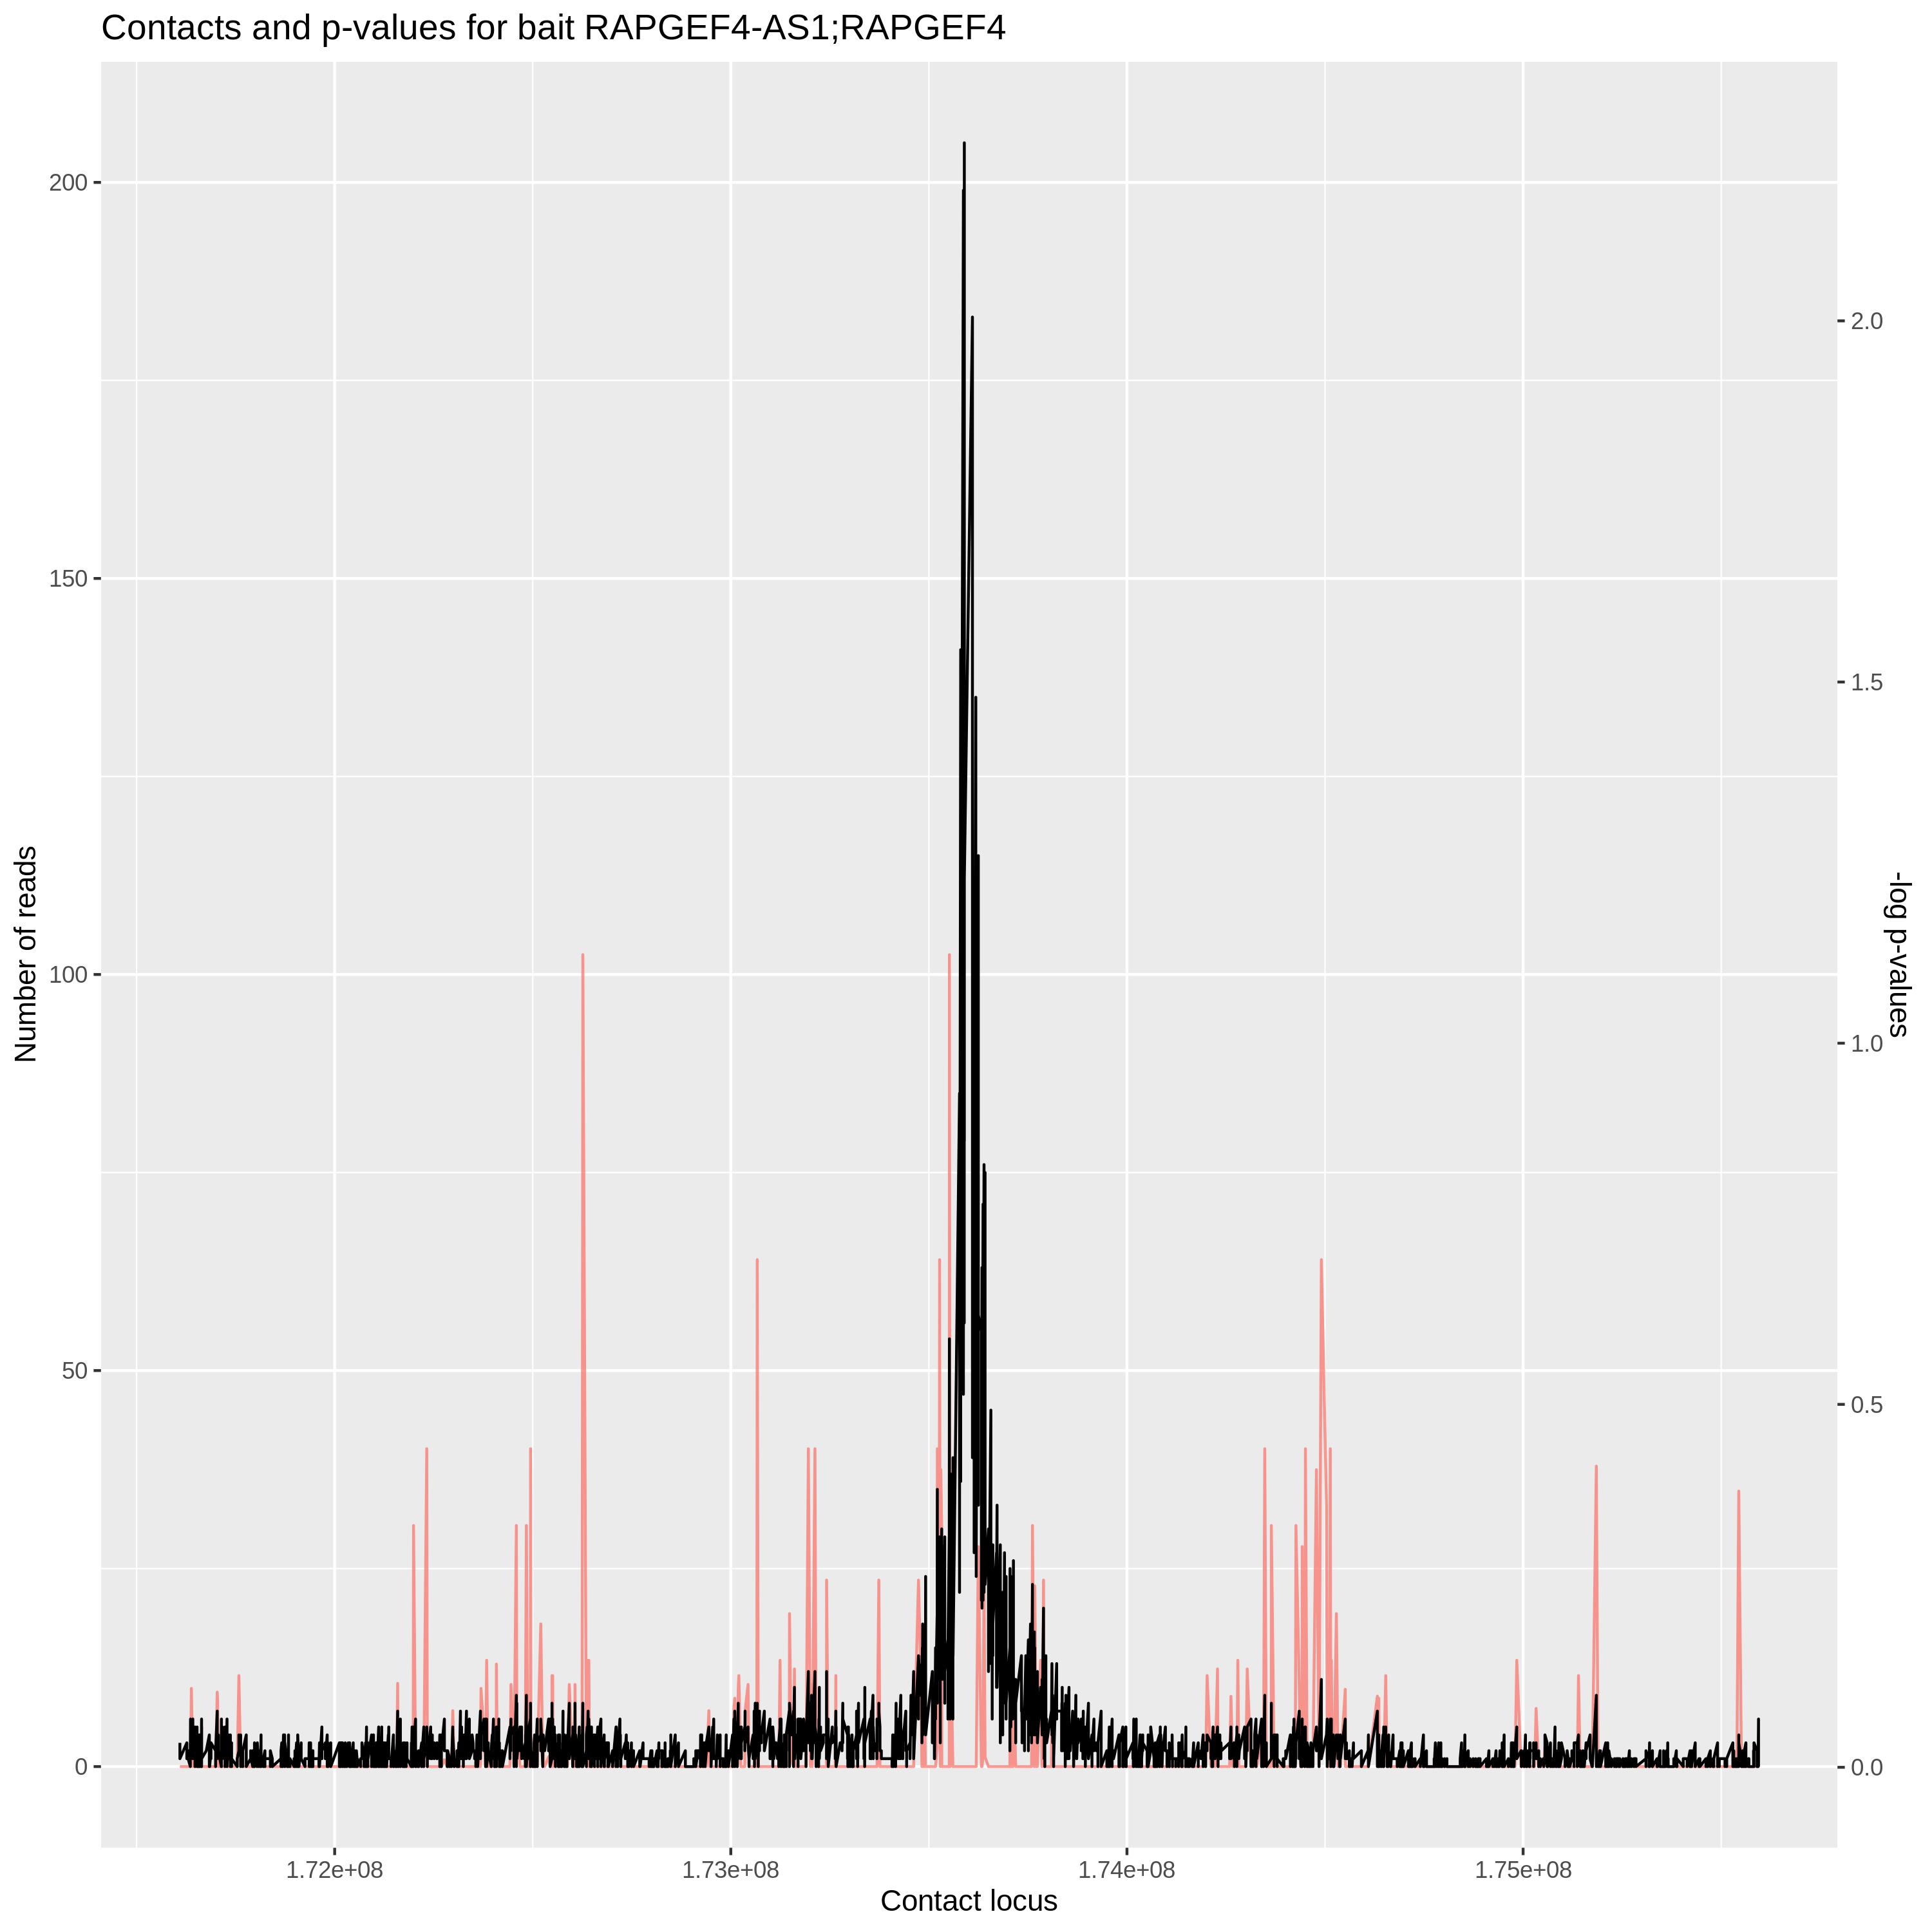 Contacts and p-values for bait RAPGEF4-AS1;RAPGEF4
200
150
100
50
0
Number of reads
2.0
1.5
1.0
0.5
0.0
-log p-values
1.72e+08
1.73e+08
1.74e+08
1.75e+08
Contact locus